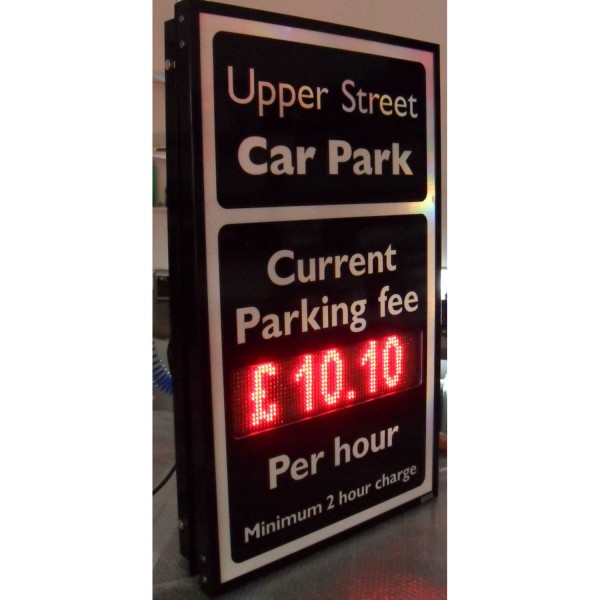 Upper Street
Car Park
Current
Parking fee
£10.10
Per hour
Minimum 2 hour charge